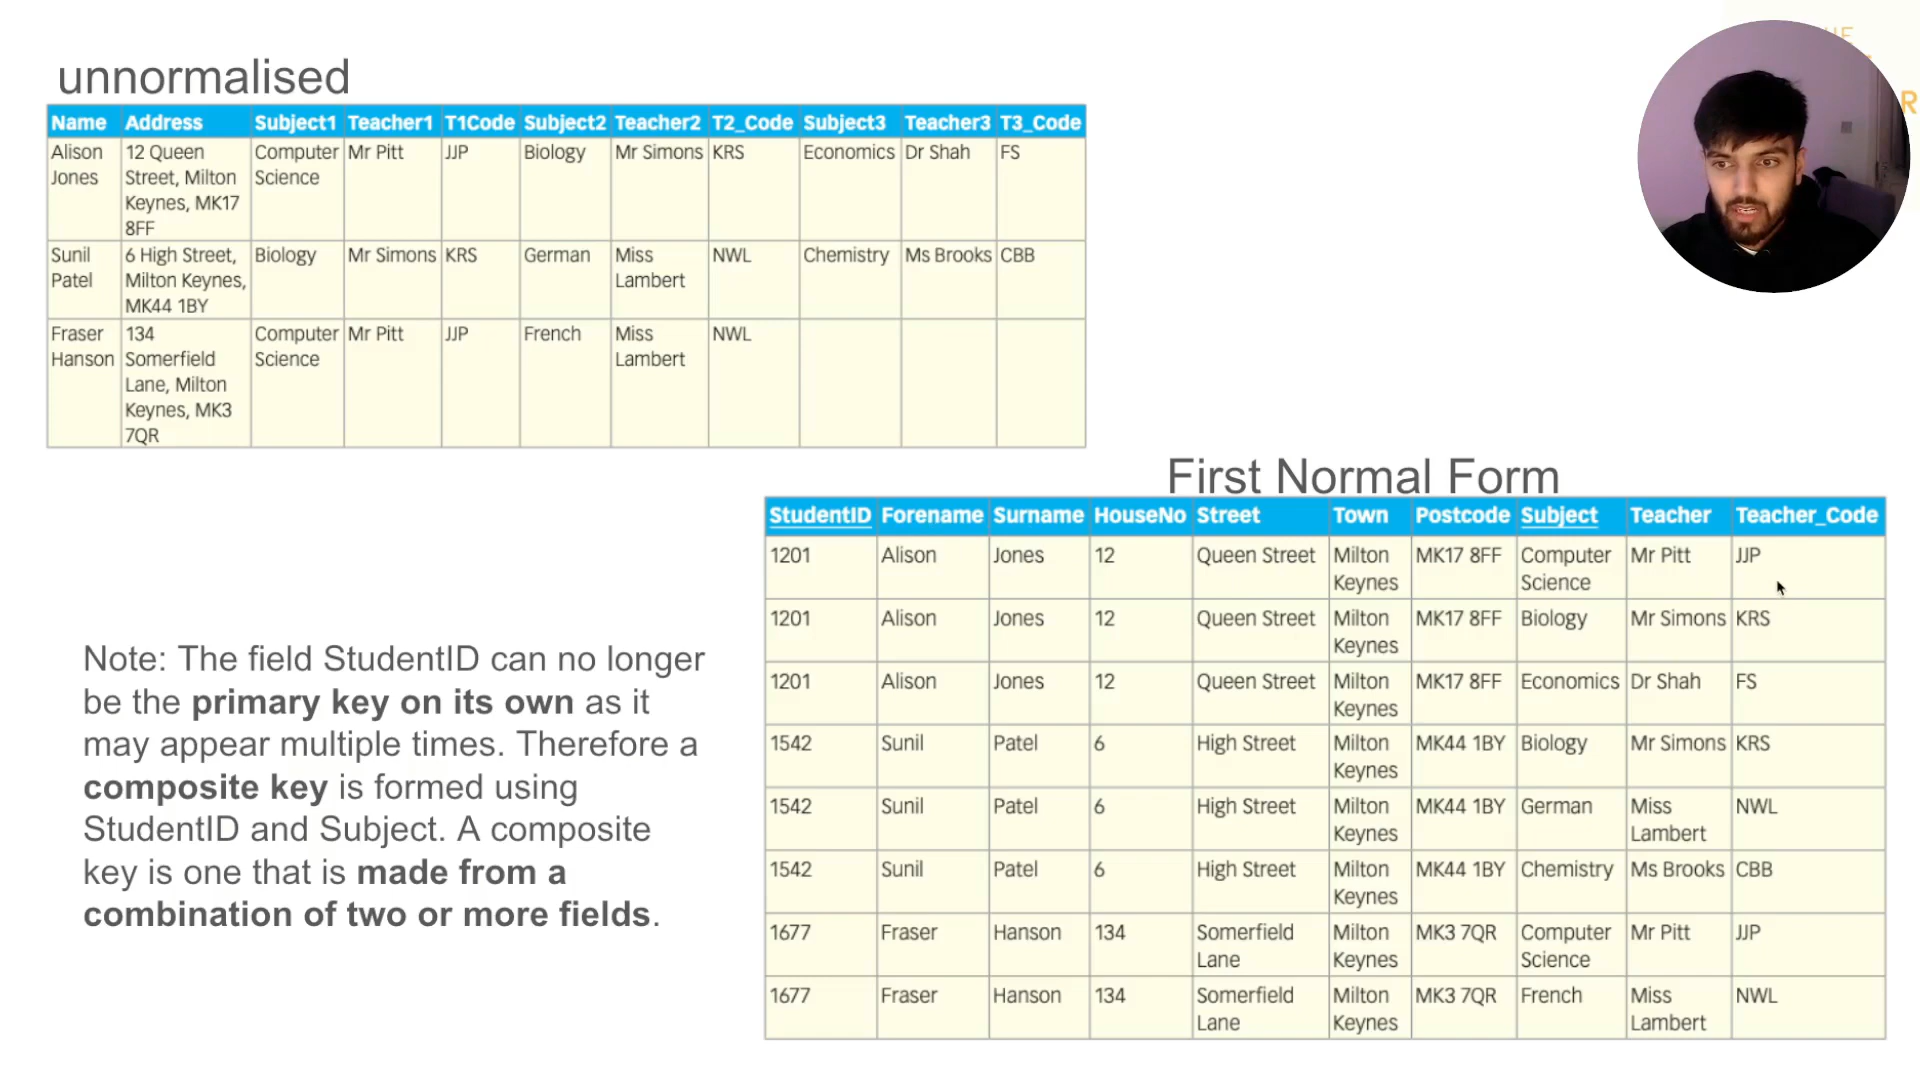 unnormalised
Name Address Subject1 Teacher1 T1Code Subject2 Teacher2 T2_Code Subject3 Teacher3 T3_Code
Alison Jones 12 Queen Street, Milton Keynes, MK17 8FF Computer Science Mr Pitt JJP Biology Mr Simons KRS Economics Dr Shah FS
Sunil Patel 6 High Street, Milton Keynes, MK44 1BY Biology Mr Simons KRS German Miss Lambert NWL Chemistry Ms Brooks CBB
Fraser Hanson 134 Somerfield Lane, Milton Keynes, MK3 7QR Computer Science Mr Pitt JJP French Miss Lambert NWL
First Normal Form
StudentID Forename Surname HouseNo Street Town Postcode Subject Teacher Teacher_Code
1201 Alison Jones 12 Queen Street Milton Keynes MK17 8FF Computer Science Mr Pitt JJP
1201 Alison Jones 12 Queen Street Milton Keynes MK17 8FF Biology Mr Simons KRS
1201 Alison Jones 12 Queen Street Milton Keynes MK17 8FF Economics Dr Shah FS
1542 Sunil Patel 6 High Street Milton Keynes MK44 1BY Biology Mr Simons KRS
1542 Sunil Patel 6 High Street Milton Keynes MK44 1BY German Miss Lambert NWL
1542 Sunil Patel 6 High Street Milton Keynes MK44 1BY Chemistry Ms Brooks CBB
1677 Fraser Hanson 134 Somerfield Lane Milton Keynes MK3 7QR Computer Science Mr Pitt JJP
1677 Fraser Hanson 134 Somerfield Lane Milton Keynes MK3 7QR French Miss Lambert NWL
Note: The field StudentID can no longer
be the primary key on its own as it
may appear multiple times. Therefore a
composite key is formed using
StudentID and Subject. A composite
key is one that is made from a
combination of two or more fields.